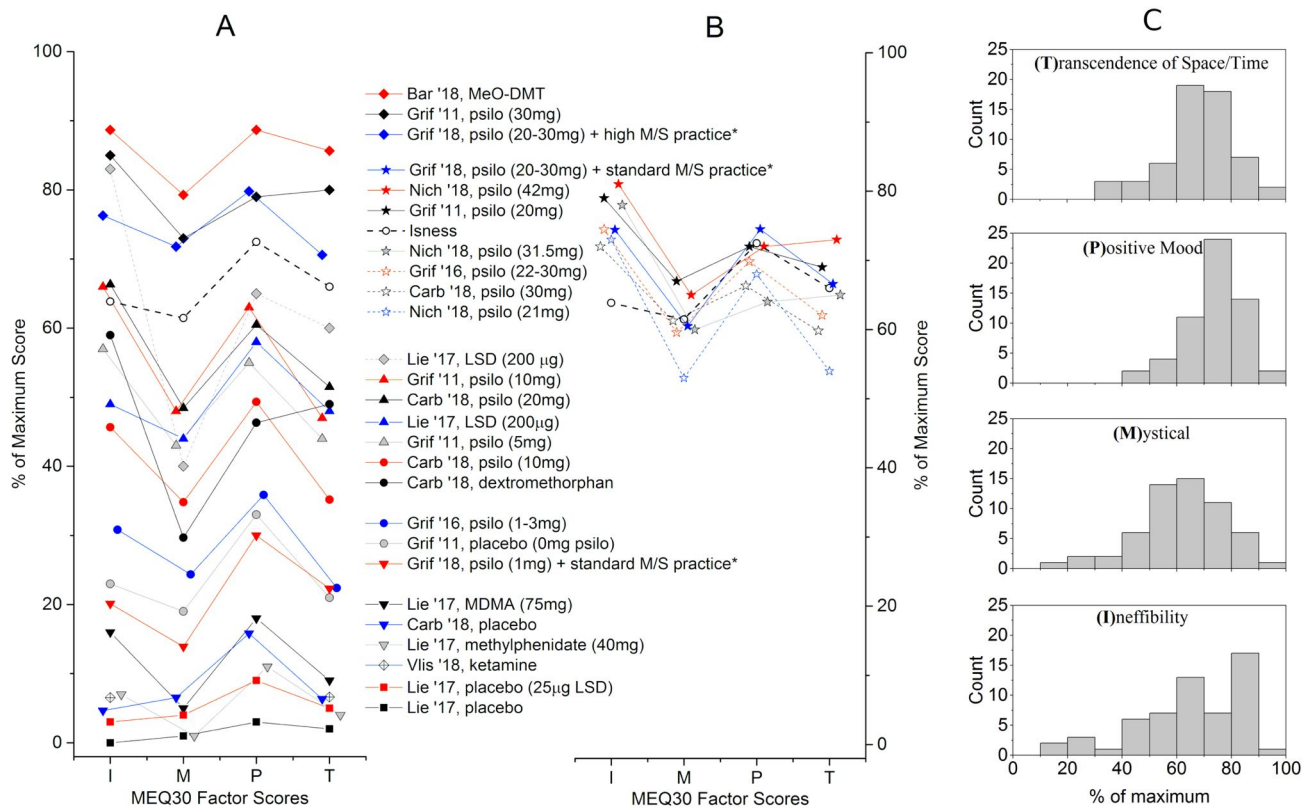 A
B
C
100
80
60
40
20
0
% of Maximum Score
I M P T
MEQ30 Factor Scores
Bar '18, MeO-DMT
Grif '11, psilo (30mg)
Grif '18, psilo (20-30mg) + high M/S practice*
Grif '18, psilo (20-30mg) + standard M/S practice*
Nich '18, psilo (42mg)
Grif '11, psilo (20mg)
Isness
Nich '18, psilo (31.5mg)
Grif '16, psilo (22-30mg)
Carb '18, psilo (30mg)
Nich '18, psilo (21mg)
Lie '17, LSD (200 μg)
Grif '11, psilo (10mg)
Carb '18, psilo (20mg)
Lie '17, LSD (200μg)
Grif '11, psilo (5mg)
Carb '18, psilo (10mg)
Carb '18, dextromethorphan
Grif '16, psilo (1-3mg)
Grif '11, placebo (0mg psilo)
Grif '18, psilo (1mg) + standard M/S practice*
Lie '17, MDMA (75mg)
Carb '18, placebo
Lie '17, methylphenidate (40mg)
Vlis '18, ketamine
Lie '17, placebo (25μg LSD)
Lie '17, placebo
100
80
60
40
20
0
% of Maximum Score
I M P T
MEQ30 Factor Scores
25
20
15
10
5
0
Count
(T)ranscendence of Space/Time
25
20
15
10
5
0
Count
(P)ositive Mood
25
20
15
10
5
0
Count
(M)ystical
25
20
15
10
5
0
Count
(I)neffibility
0 20 40 60 80 100
% of maximum